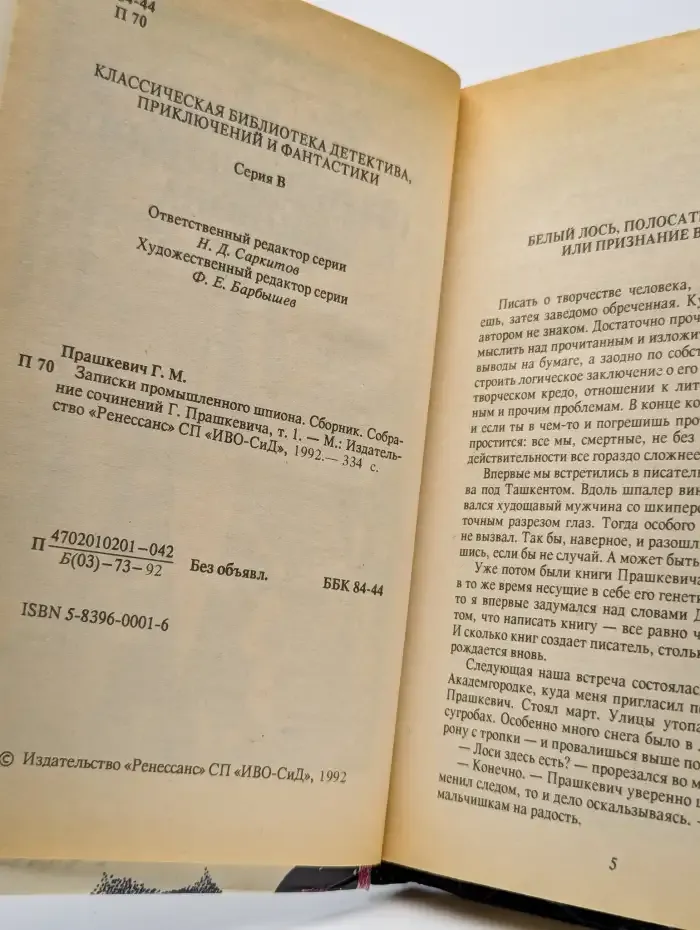 84-44
П 70
КЛАССИЧЕСКАЯ БИБЛИОТЕКА ДЕТЕКТИВА,
ПРИКЛЮЧЕНИЙ И ФАНТАСТИКИ
Серия В
Ответственный редактор серии
Н. Д. Саркитов
Художественный редактор серии
Ф. Е. Барбышев
Прашкевич Г. М.
П 70 Записки промышленного шпиона. Сборник. Собра-
ние сочинений Г. Прашкевича, т. 1. — М.: Издатель-
ство «Ренессанс» СП «ИВО-СиД», 1992.— 334 с.
П 4702010201-042
Б(03)-73-92 Без объявл. ББК 84-44
ISBN 5-8396-0001-6
© Издательство «Ренессанс» СП «ИВО-СиД», 1992
БЕЛЫЙ ЛОСЬ, ПОЛОСАТ
ИЛИ ПРИЗНАНИЕ В
Писать о творчестве человека,
ешь, затея заведомо обреченная. К
автором не знаком. Достаточно проч
мыслить над прочитанным и изложит
выводы на бумаге, а заодно по собст
строить логическое заключение о его
творческом кредо, отношении к лит
ным и прочим проблемам. В конце ко
и если ты в чем-то и погрешишь про
простится: все мы, смертные, не без
действительности все гораздо сложнее
Впервые мы встретились в писател
ва под Ташкентом. Вдоль шпалер вин
вался худощавый мужчина со шкипер
точным разрезом глаз. Тогда особого
не вызвал. Так бы, наверное, и разошл
шись, если бы не случай. А может быть
Уже потом были книги Прашкевича
в то же время несущие в себе его генети
то я впервые задумался над словами Д
том, что написать книгу — все равно ч
И сколько книг создает писатель, стольк
рождается вновь.
Следующая наша встреча состоялас
Академгородке, куда меня пригласил п
Прашкевич. Стоял март. Улицы утопа
сугробах. Особенно много снега было в
рону с тропки — и провалишься выше по
— Лоси здесь есть? — прорезался во м
— Конечно. — Прашкевич уверенно ш
менил следом, то и дело оскальзываясь. —
мальчишкам на радость.
5